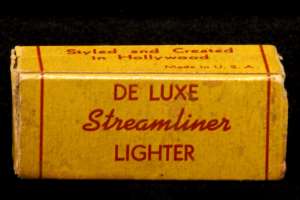 Styled and Created
in Hollywood
Made in U.S.A.
DE LUXE
Streamliner
LIGHTER